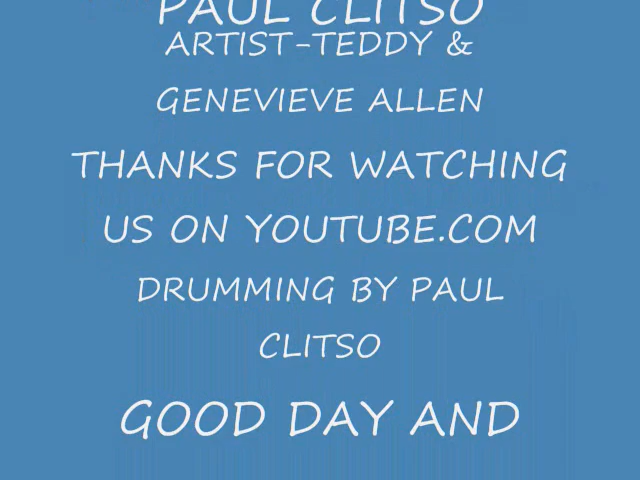 PAUL CLITSO
ARTIST-TEDDY &
GENEVIEVE ALLEN
THANKS FOR WATCHING
US ON YOUTUBE.COM
DRUMMING BY PAUL
CLITSO
GOOD DAY AND